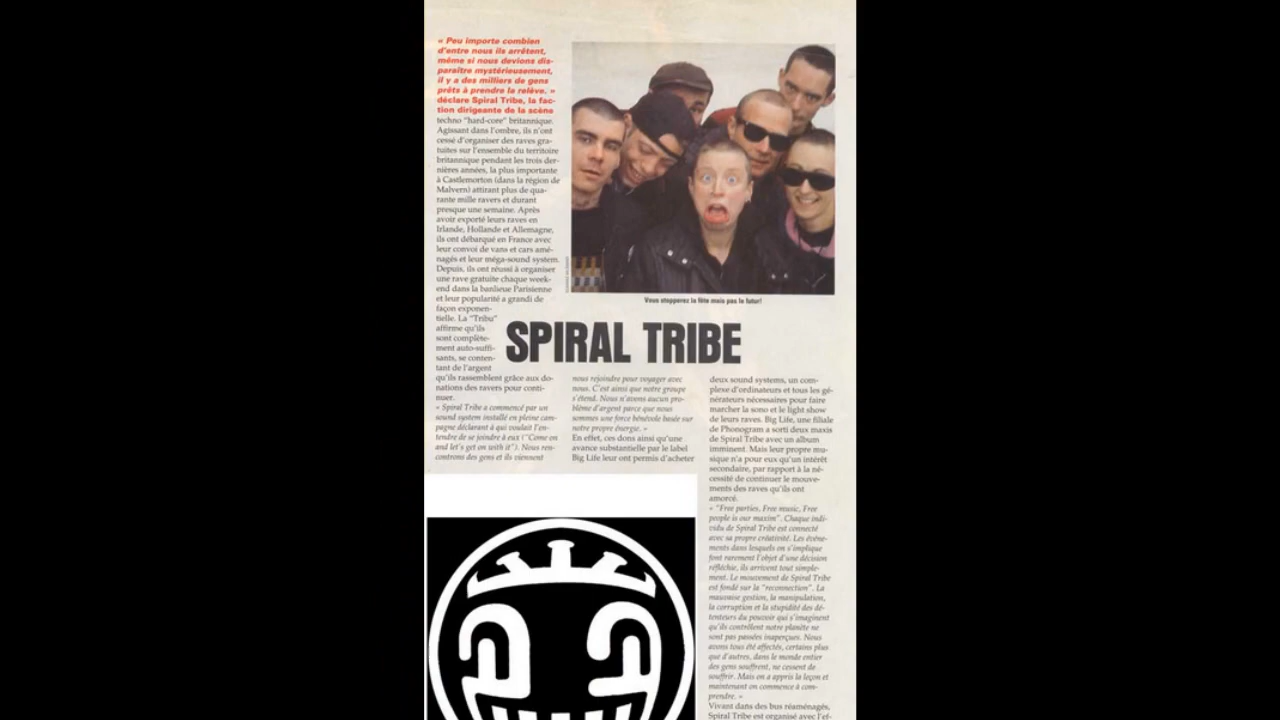 « Peu importe combien
d'entre nous ils arrêtent,
même si nous devions dis-
paraître mystérieusement,
il y a des milliers de gens
prêts à prendre la relève. »
déclare Spiral Tribe, la fac-
tion dirigeante de la scène
techno "hard-core" britannique.
Agissant dans l'ombre, ils n'ont
cessé d'organiser des raves gra-
tuites sur l'ensemble du territoire
britannique pendant les trois der-
nières années, la plus importante
à Castlemorton (dans la région de
Malvern) attirant plus de qua-
rante mille ravers et durant
presque une semaine. Après
avoir exporté leurs raves en
Irlande, Hollande et Allemagne,
ils ont débarqué en France avec
leur convoi de vans et cars amé-
nagés et leur méga-sound system.
Depuis, ils ont réussi à organiser
une rave gratuite chaque week-
end dans la banlieue Parisienne
et leur popularité a grandi de
façon exponen-
tielle. La "Tribu"
affirme qu'ils
sont complète-
ment auto-suffi-
sants, se conten-
tant de l'argent
qu'ils rassemblent grâce aux do-
nations des ravers pour conti-
nuer.
« Spiral Tribe a commencé par un
sound system installé en pleine cam-
pagne déclarant à qui voulait l'en-
tendre de se joindre à eux ("Come on
and let's get on with it"). Nous ren-
controns des gens et ils viennent
Vous stopperez la fête mais pas le futur!
SPIRAL TRIBE
nous rejoindre pour voyager avec
nous. C'est ainsi que notre groupe
s'étend. Nous n'avons aucun pro-
blème d'argent parce que nous
sommes une force bénévole basée sur
notre propre énergie. »
En effet, ces dons ainsi qu'une
avance substantielle par le label
Big Life leur ont permis d'acheter
deux sound systems, un com-
plexe d'ordinateurs et tous les gé-
nérateurs nécessaires pour faire
marcher la sono et le light show
de leurs raves. Big Life, une filiale
de Phonogram a sorti deux maxis
de Spiral Tribe avec un album
imminent. Mais leur propre mu-
sique n'a pour eux qu'un intérêt
secondaire, par rapport à la né-
cessité de continuer le mouve-
ments des raves qu'ils ont
amorcé.
« "Free parties, Free music, Free
people is our maxim". Chaque indi-
vidu de Spiral Tribe est connecté
avec sa propre créativité. Les événe-
ments dans lesquels on s'implique
font rarement l'objet d'une décision
réfléchie, ils arrivent tout simple-
ment. Le mouvement de Spiral Tribe
est fondé sur la "reconnection". La
mauvaise gestion, la manipulation,
la corruption et la stupidité des dé-
tenteurs du pouvoir qui s'imaginent
qu'ils contrôlent notre planète ne
sont pas passées inaperçues. Nous
avons tous été affectés, certains plus
que d'autres, dans le monde entier
des gens souffrent, ne cessent de
souffrir. Mais on a appris la leçon et
maintenant on commence à com-
prendre. »
Vivant dans des bus réaménagés,
Spiral Tribe est organisé avec l'ef-